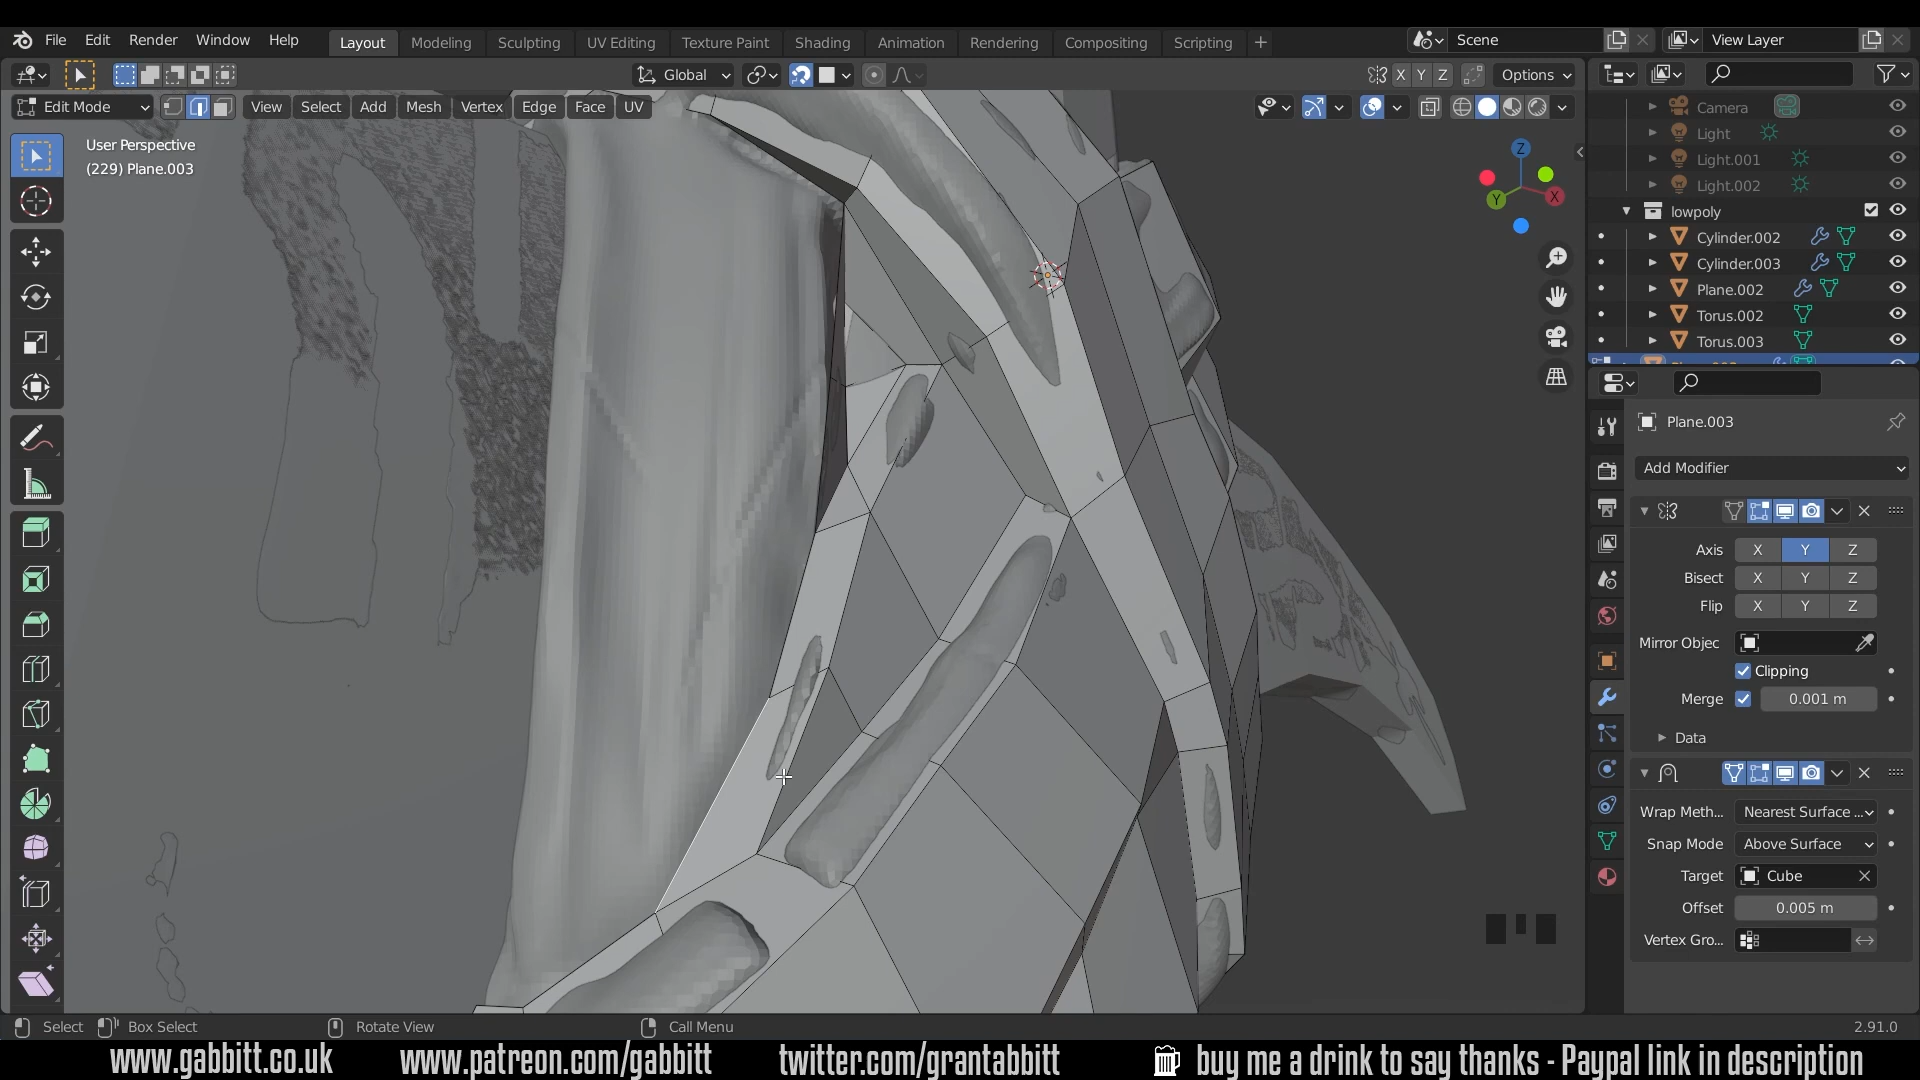 File Edit Render Window Help Layout Modeling Sculpting UV Editing Texture Paint Shading Animation Rendering Compositing Scripting Scene View Layer
Global X Y Z Options
Edit Mode View Select Add Mesh Vertex Edge Face UV
User Perspective
(229) Plane.003
Z
Y
X
Camera
Light
Light.001
Light.002
lowpoly
Cylinder.002
Cylinder.003
Plane.002
Torus.002
Torus.003
Plane.003
Add Modifier
Axis X Y Z
Bisect X Y Z
Flip X Y Z
Mirror Objec
Clipping
Merge 0.001 m
Data
Wrap Meth... Nearest Surface ...
Snap Mode Above Surface
Target Cube
Offset 0.005 m
Vertex Gro...
Select Box Select Rotate View Call Menu 2.91.0
www.gabbitt.co.uk www.patreon.com/gabbitt twitter.com/grantabbitt buy me a drink to say thanks - Paypal link in description